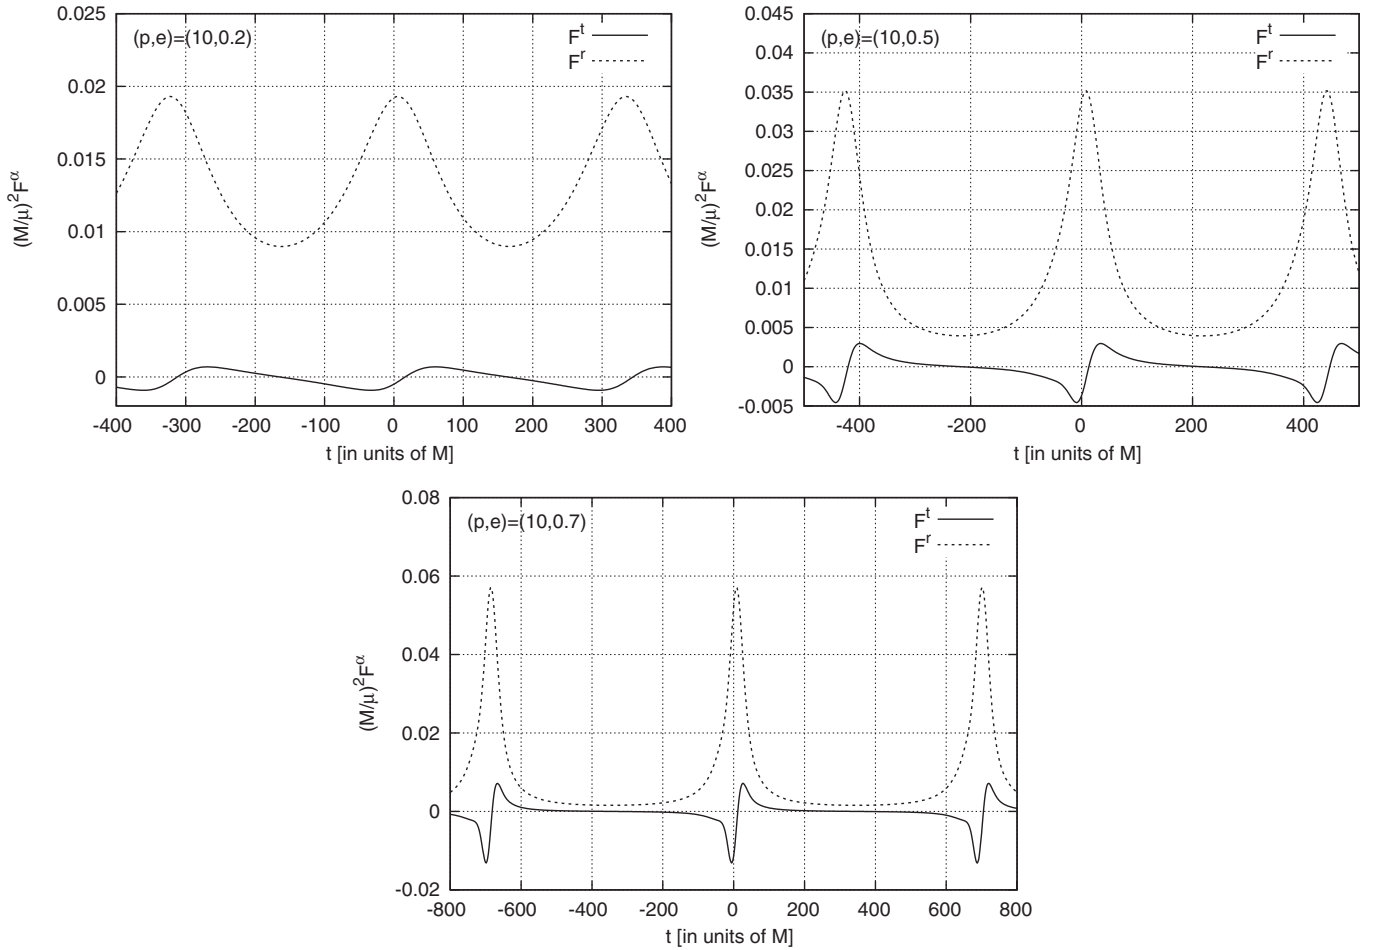 (p,e)=(10,0.2)
F^t
F^r
0.025
0.02
0.015
0.01
0.005
0
(M/μ)^2F^α
-400 -300 -200 -100 0 100 200 300 400
t [in units of M]
(p,e)=(10,0.5)
F^t
F^r
0.045
0.04
0.035
0.03
0.025
0.02
0.015
0.01
0.005
0
-0.005
(M/μ)^2F^α
-400 -200 0 200 400
t [in units of M]
(p,e)=(10,0.7)
F^t
F^r
0.08
0.06
0.04
0.02
0
-0.02
(M/μ)^2F^α
-800 -600 -400 -200 0 200 400 600 800
t [in units of M]